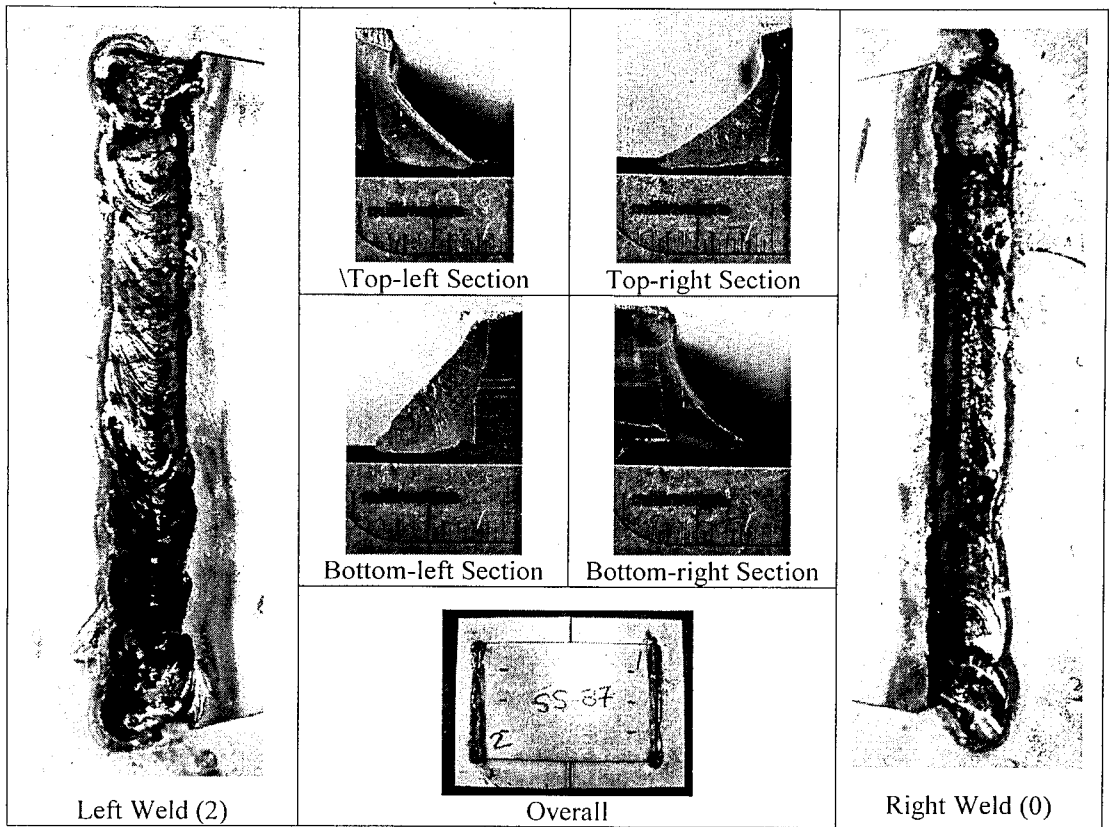 \Top-left Section
Top-right Section
Bottom-left Section
Bottom-right Section
SS-37
1
2
Left Weld (2)
Overall
Right Weld (0)